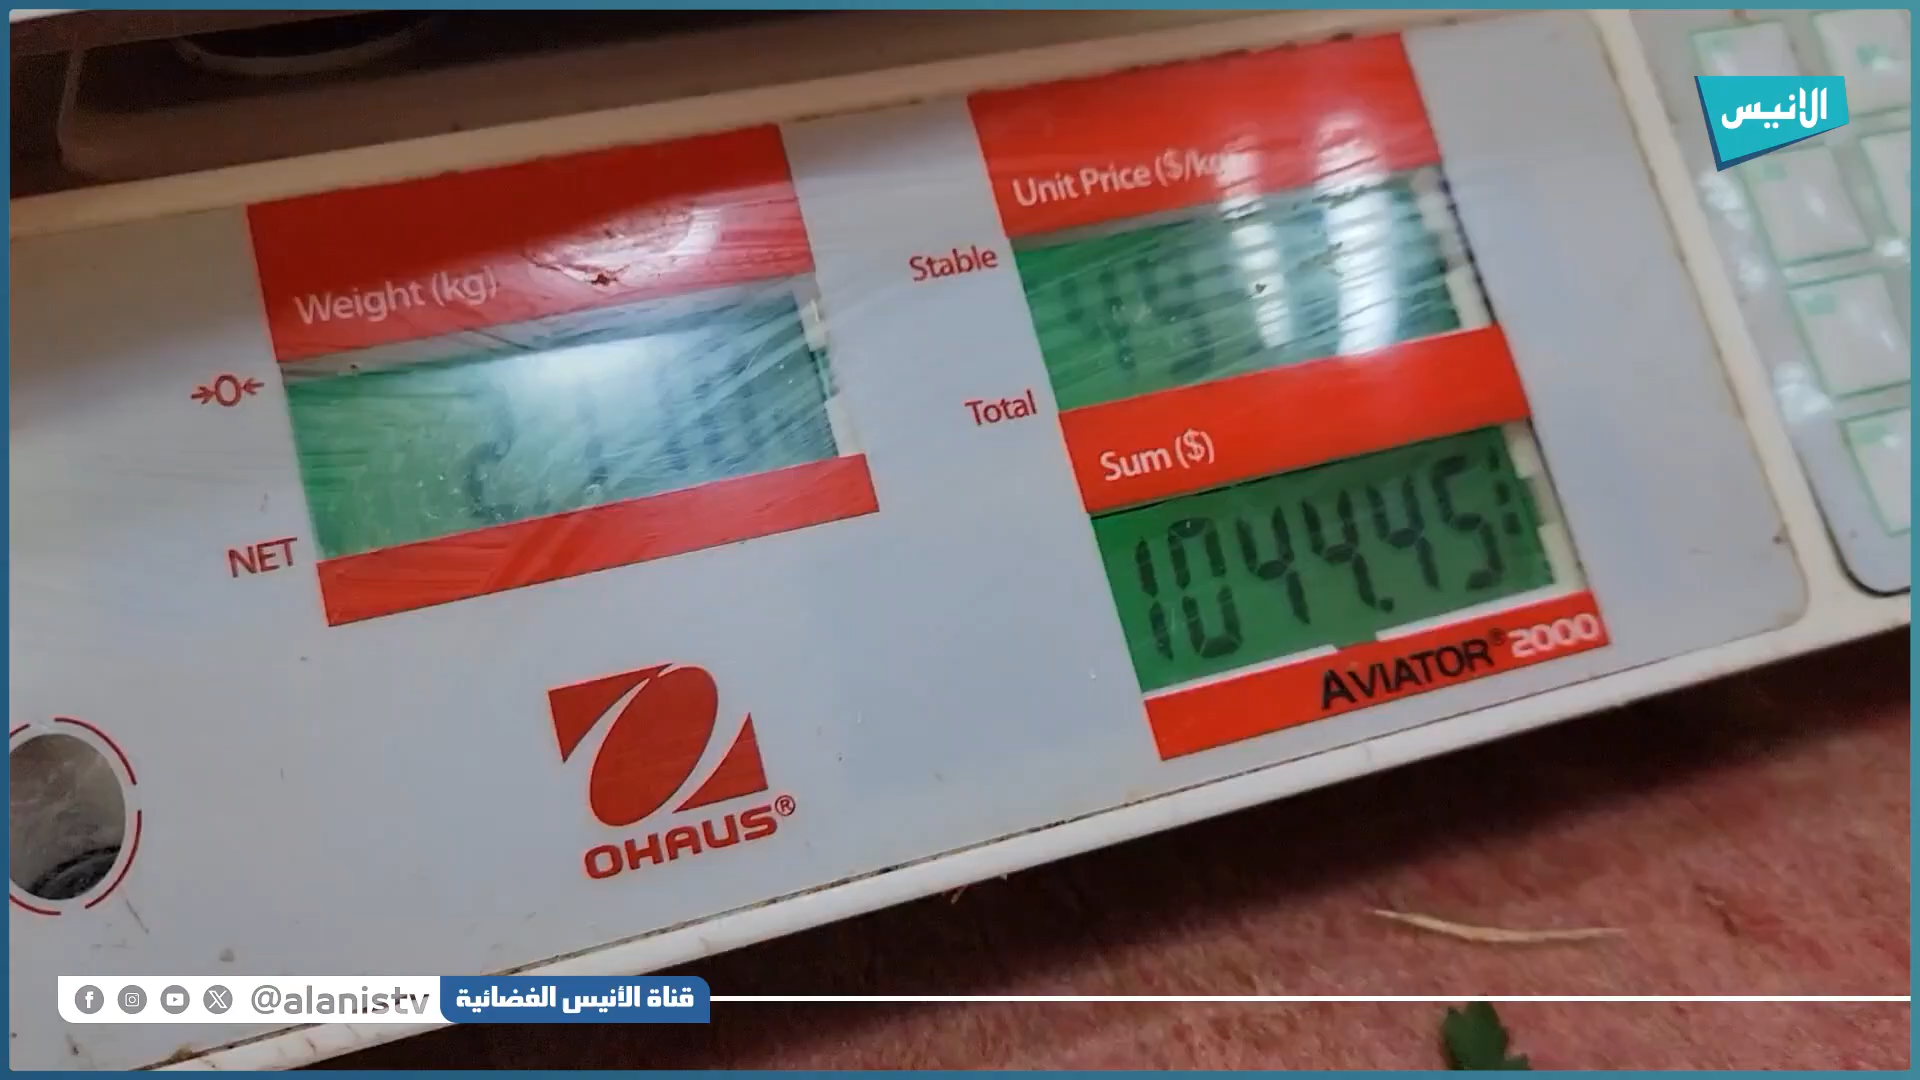 الانيس
Unit Price ($/kg
Weight (kg)
Stable
→0←
Total
Sum ($)
1044.45
NET
AVIATOR® 2000
OHAUS®
@alanistv
قناة الأنيس الفضائية